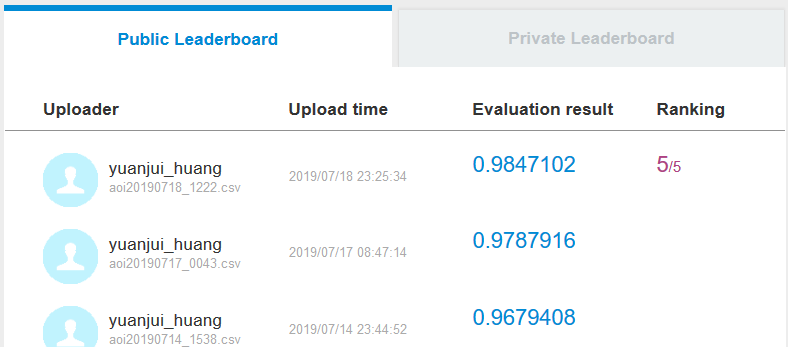 Public Leaderboard Private Leaderboard
Uploader Upload time Evaluation result Ranking
yuanjui_huang 0.9847102 5/5
aoi20190718_1222.csv 2019/07/18 23:25:34
yuanjui_huang 0.9787916
aoi20190717_0043.csv 2019/07/17 08:47:14
yuanjui_huang 0.9679408
aoi20190714_1538.csv 2019/07/14 23:44:52